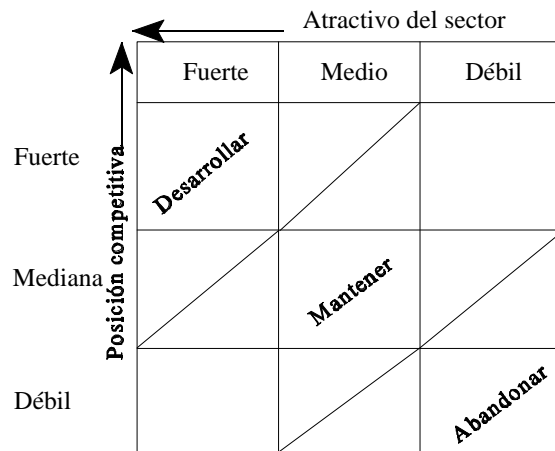 Atractivo del sector
Fuerte Medio Débil
Posición competitiva
Fuerte
Desarrollar
Mediana
Mantener
Débil
Abandonar